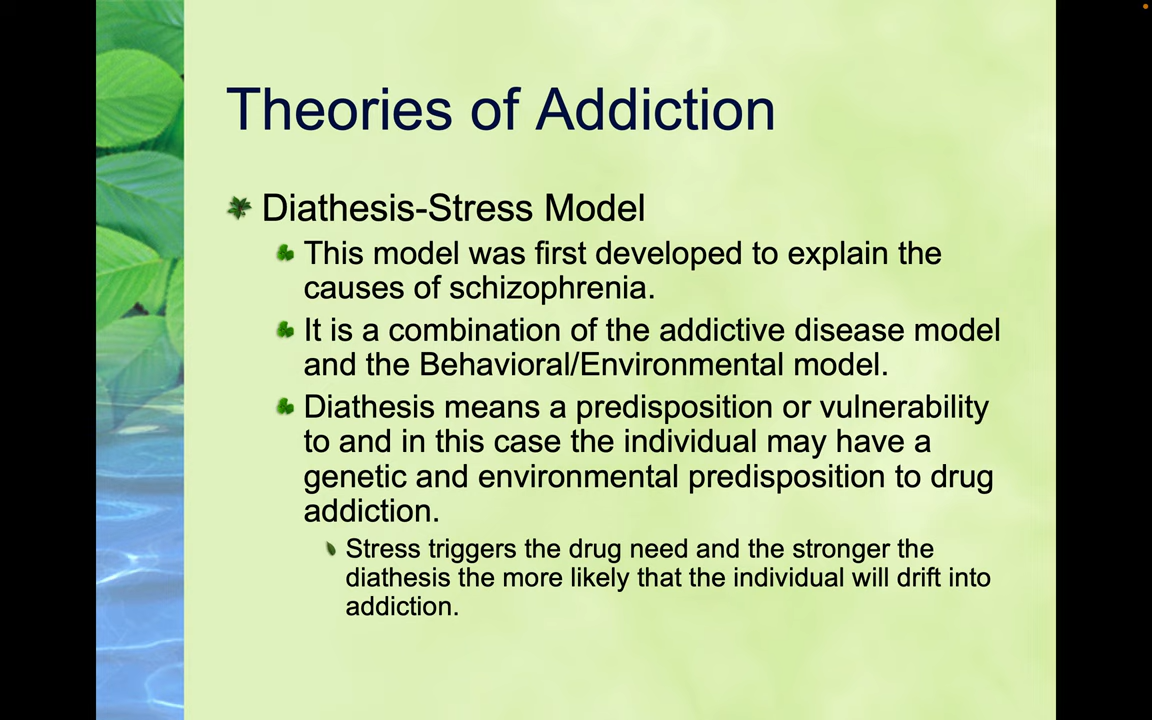 Theories of Addiction
Diathesis-Stress Model
This model was first developed to explain the
causes of schizophrenia.
It is a combination of the addictive disease model
and the Behavioral/Environmental model.
Diathesis means a predisposition or vulnerability
to and in this case the individual may have a
genetic and environmental predisposition to drug
addiction.
Stress triggers the drug need and the stronger the
diathesis the more likely that the individual will drift into
addiction.